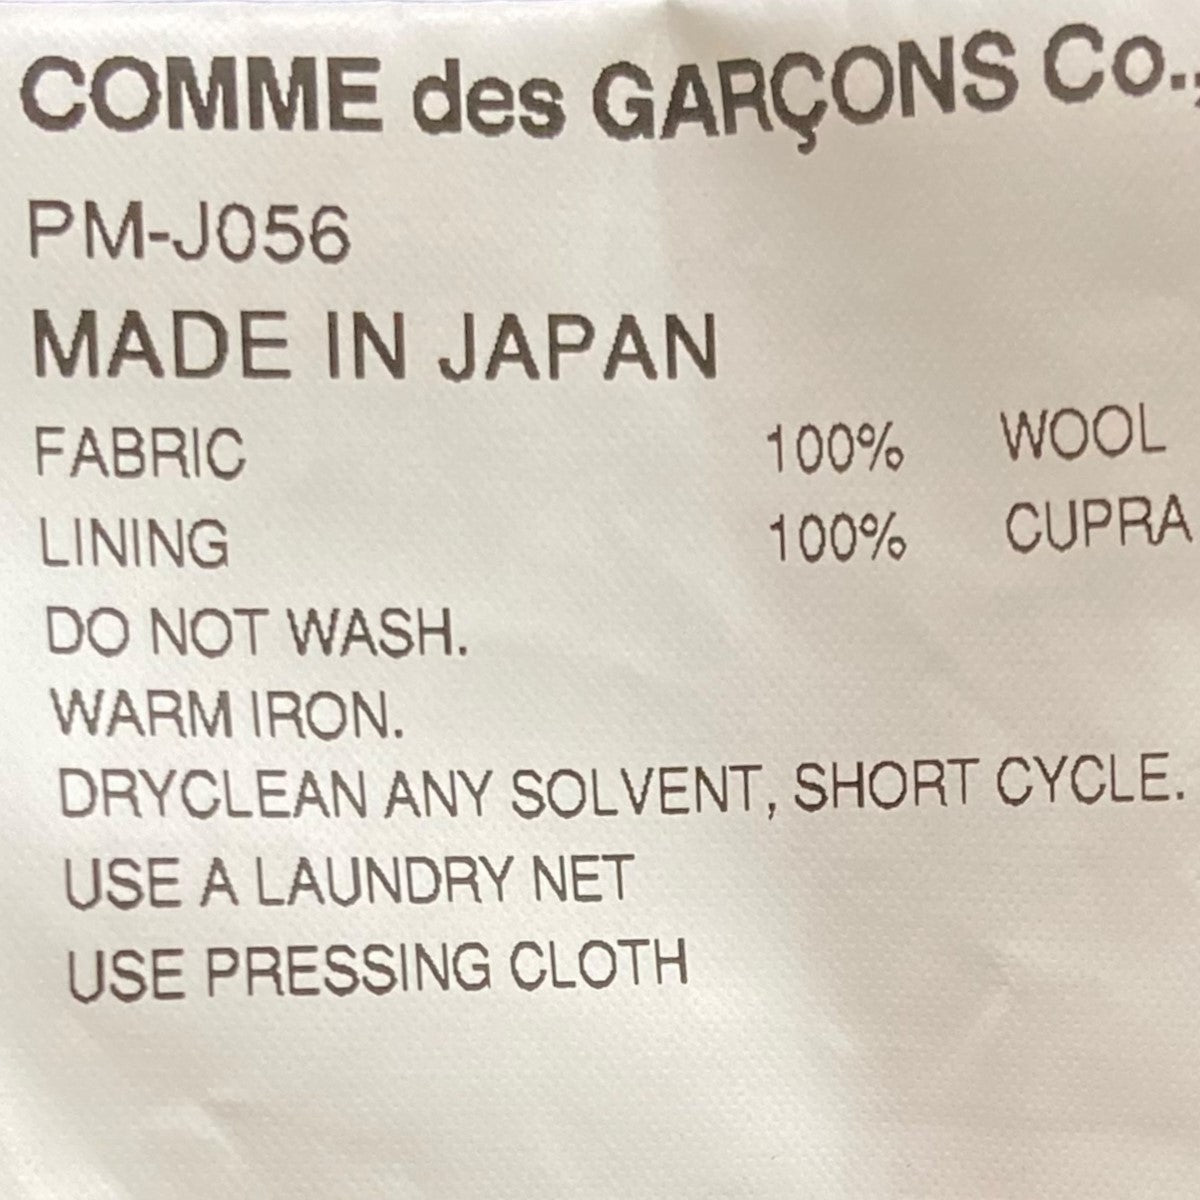 COMME des GARÇONS Co.,
PM-J056
MADE IN JAPAN
FABRIC 100% WOOL
LINING 100% CUPRA
DO NOT WASH.
WARM IRON.
DRYCLEAN ANY SOLVENT, SHORT CYCLE.
USE A LAUNDRY NET
USE PRESSING CLOTH